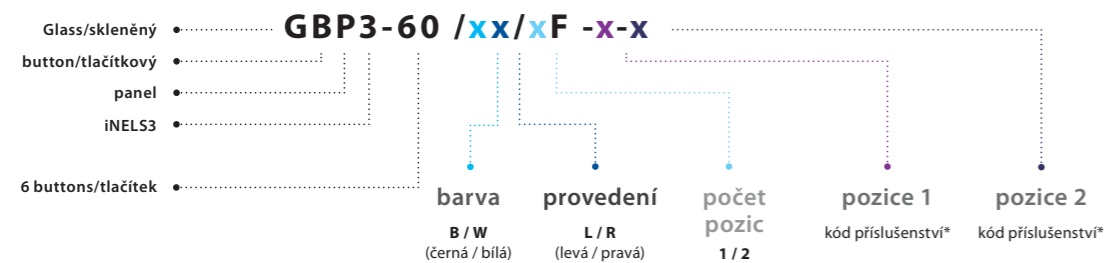 Glass/skleněný
GBP3-60 /xx/xF -x-x
button/tlačítkový
panel
iNELS3
6 buttons/tlačítek
barva
B / W
(černá / bílá)
provedení
L / R
(levá / pravá)
počet
pozic
1 / 2
pozice 1
kód příslušenství*
pozice 2
kód příslušenství*